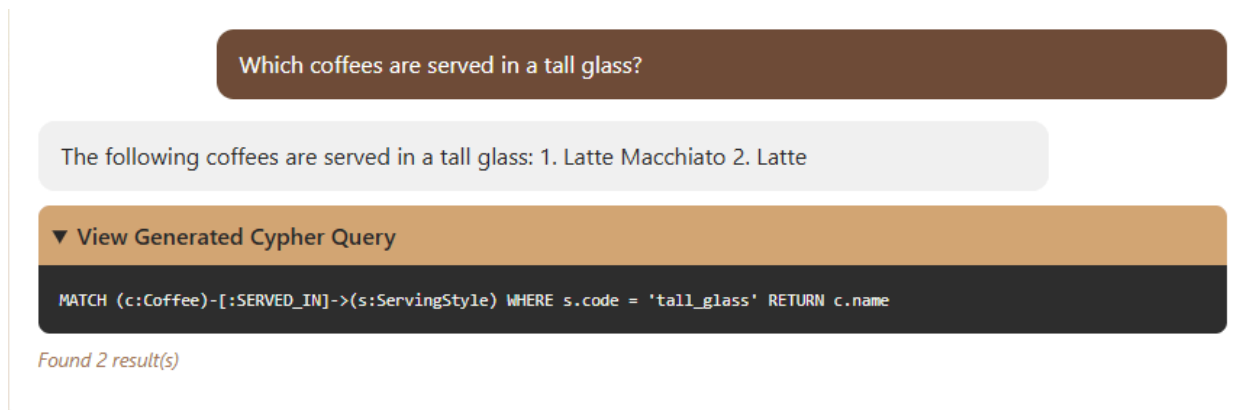 Which coffees are served in a tall glass?
The following coffees are served in a tall glass: 1. Latte Macchiato 2. Latte
▼ View Generated Cypher Query
MATCH (c:Coffee)-[:SERVED_IN]->(s:ServingStyle) WHERE s.code = 'tall_glass' RETURN c.name
Found 2 result(s)